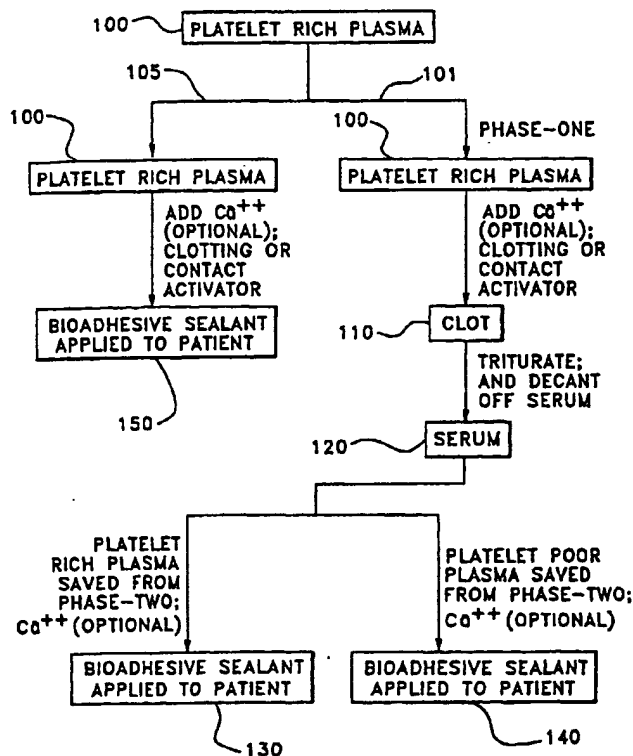 100
PLATELET RICH PLASMA
105
101
PHASE-ONE
100
PLATELET RICH PLASMA
ADD Ca++
(OPTIONAL);
CLOTTING OR
CONTACT
ACTIVATOR
BIOADHESIVE SEALANT
APPLIED TO PATIENT
150
100
PLATELET RICH PLASMA
ADD Ca++
(OPTIONAL);
CLOTTING OR
CONTACT
ACTIVATOR
110
CLOT
TRITURATE;
AND DECANT
OFF SERUM
120
SERUM
PLATELET
RICH PLASMA
SAVED FROM
PHASE-TWO;
Ca++ (OPTIONAL)
BIOADHESIVE SEALANT
APPLIED TO PATIENT
130
PLATELET POOR
PLASMA SAVED
FROM PHASE-TWO;
Ca++ (OPTIONAL)
BIOADHESIVE SEALANT
APPLIED TO PATIENT
140